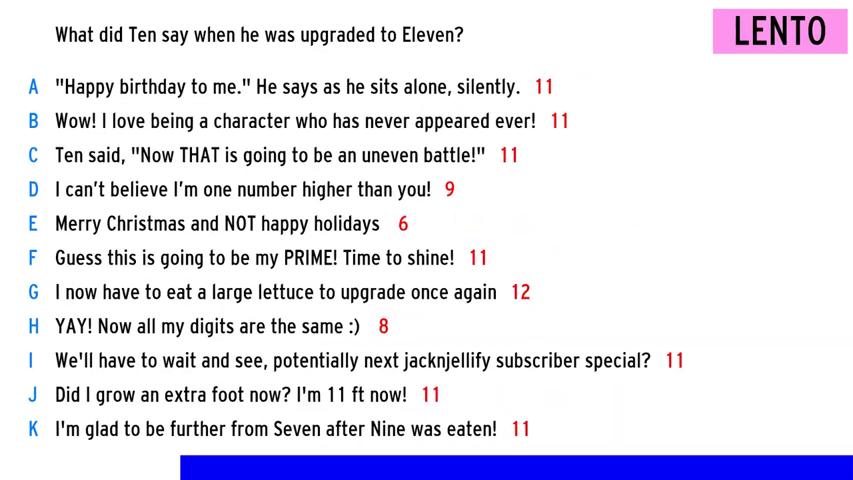 What did Ten say when he was upgraded to Eleven?
LENTO
A "Happy birthday to me." He says as he sits alone, silently. 11
B Wow! I love being a character who has never appeared ever! 11
C Ten said, "Now THAT is going to be an uneven battle!" 11
D I can't believe I'm one number higher than you! 9
E Merry Christmas and NOT happy holidays 6
F Guess this is going to be my PRIME! Time to shine! 11
G I now have to eat a large lettuce to upgrade once again 12
H YAY! Now all my digits are the same :) 8
I We'll have to wait and see, potentially next jacknjellify subscriber special? 11
J Did I grow an extra foot now? I'm 11 ft now! 11
K I'm glad to be further from Seven after Nine was eaten! 11